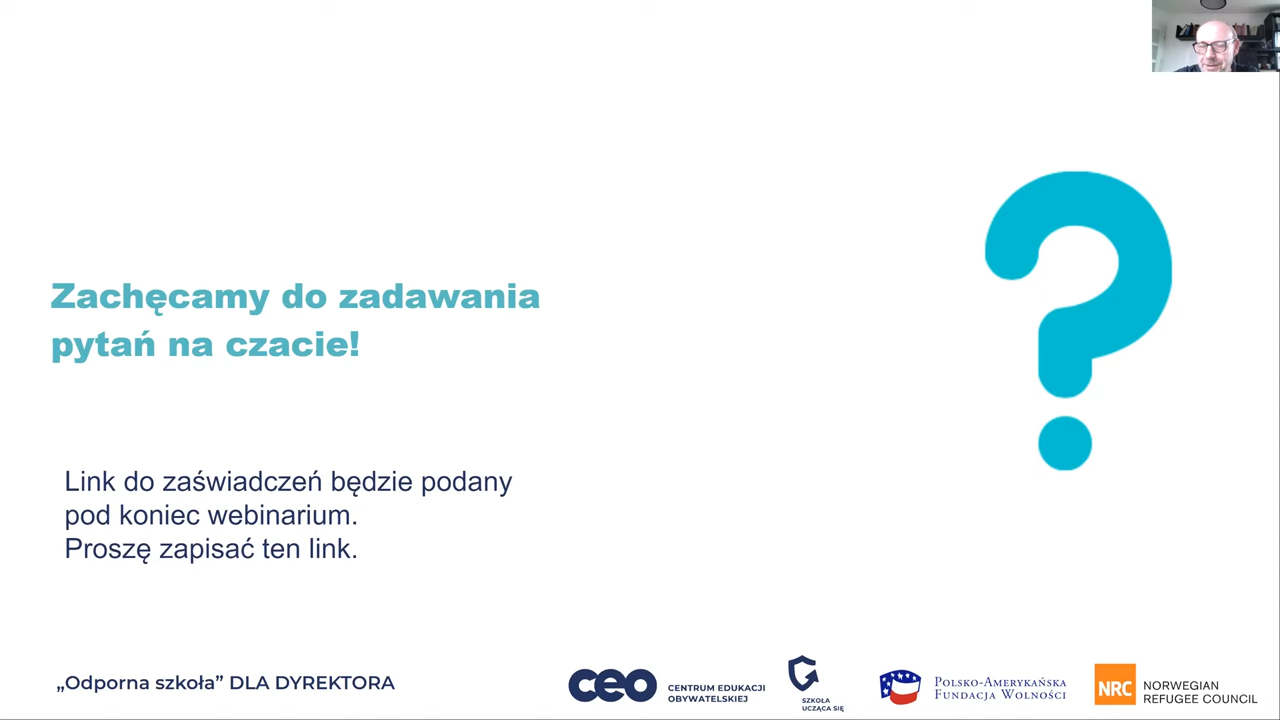 Zachęcamy do zadawania
pytań na czacie!
?
Link do zaświadczeń będzie podany
pod koniec webinarium.
Proszę zapisać ten link.
„Odporna szkoła” DLA DYREKTORA
ceo
CENTRUM EDUKACJI
OBYWATELSKIEJ
SZKOŁA
UCZĄCA SIĘ
POLSKO-AMERYKAŃSKA
FUNDACJA WOLNOŚCI
NRC
NORWEGIAN
REFUGEE COUNCIL